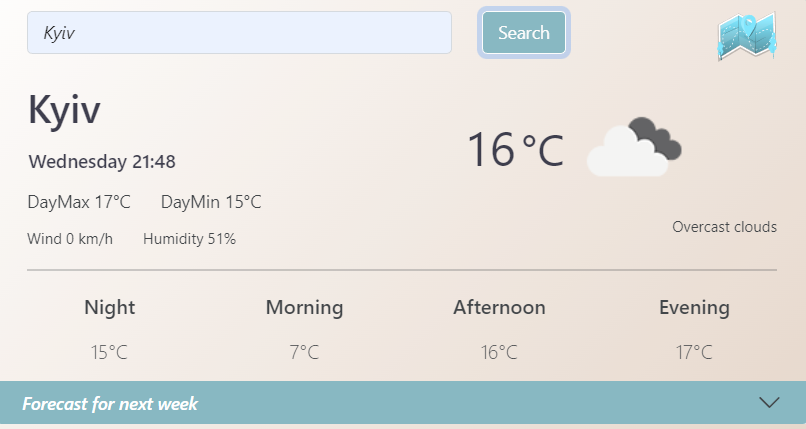 Kyiv
Search
Kyiv
Wednesday 21:48
16 °C
DayMax 17°C DayMin 15°C
Wind 0 km/h Humidity 51%
Overcast clouds
Night Morning Afternoon Evening
15°C 7°C 16°C 17°C
Forecast for next week